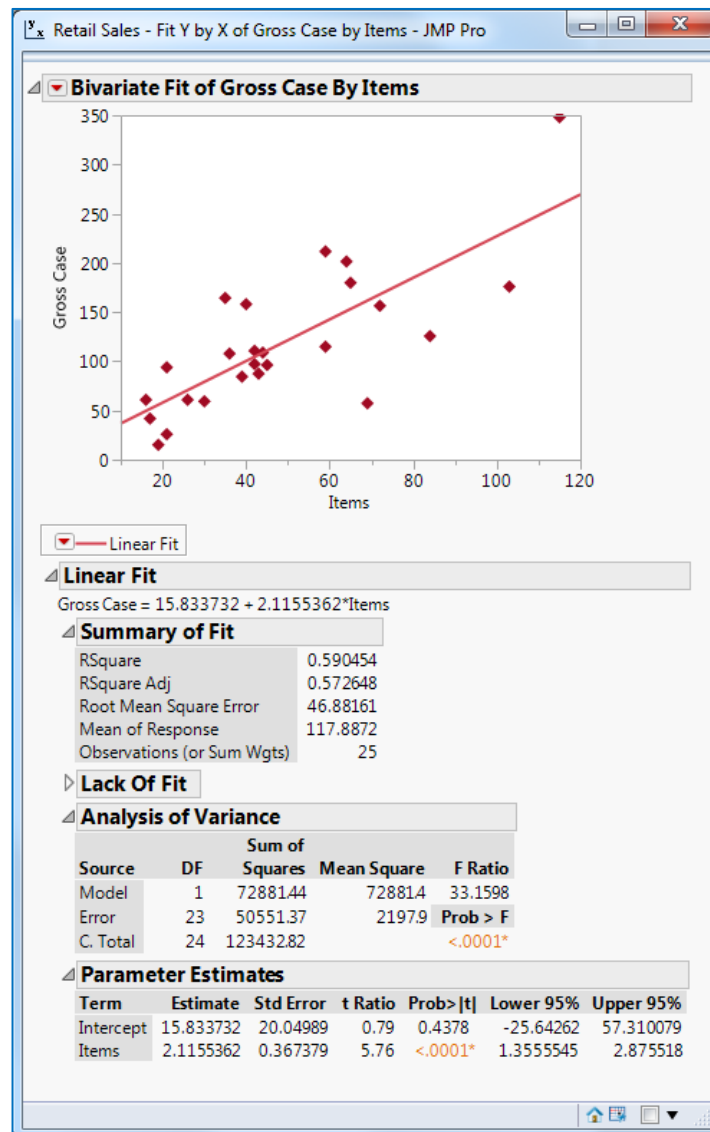 Retail Sales - Fit Y by X of Gross Case by Items - JMP Pro
Bivariate Fit of Gross Case By Items
350
300
250
200
150
100
50
0
Gross Case
20 40 60 80 100 120
Items
Linear Fit
Linear Fit
Gross Case = 15.833732 + 2.1155362*Items
Summary of Fit
RSquare 0.590454
RSquare Adj 0.572648
Root Mean Square Error 46.88161
Mean of Response 117.8872
Observations (or Sum Wgts) 25
Lack Of Fit
Analysis of Variance
Sum of
Source DF Squares Mean Square F Ratio
Model 1 72881.44 72881.4 33.1598
Error 23 50551.37 2197.9 Prob > F
C. Total 24 123432.82 <.0001*
Parameter Estimates
Term Estimate Std Error t Ratio Prob>|t| Lower 95% Upper 95%
Intercept 15.833732 20.04989 0.79 0.4378 -25.64262 57.310079
Items 2.1155362 0.367379 5.76 <.0001* 1.3555545 2.875518